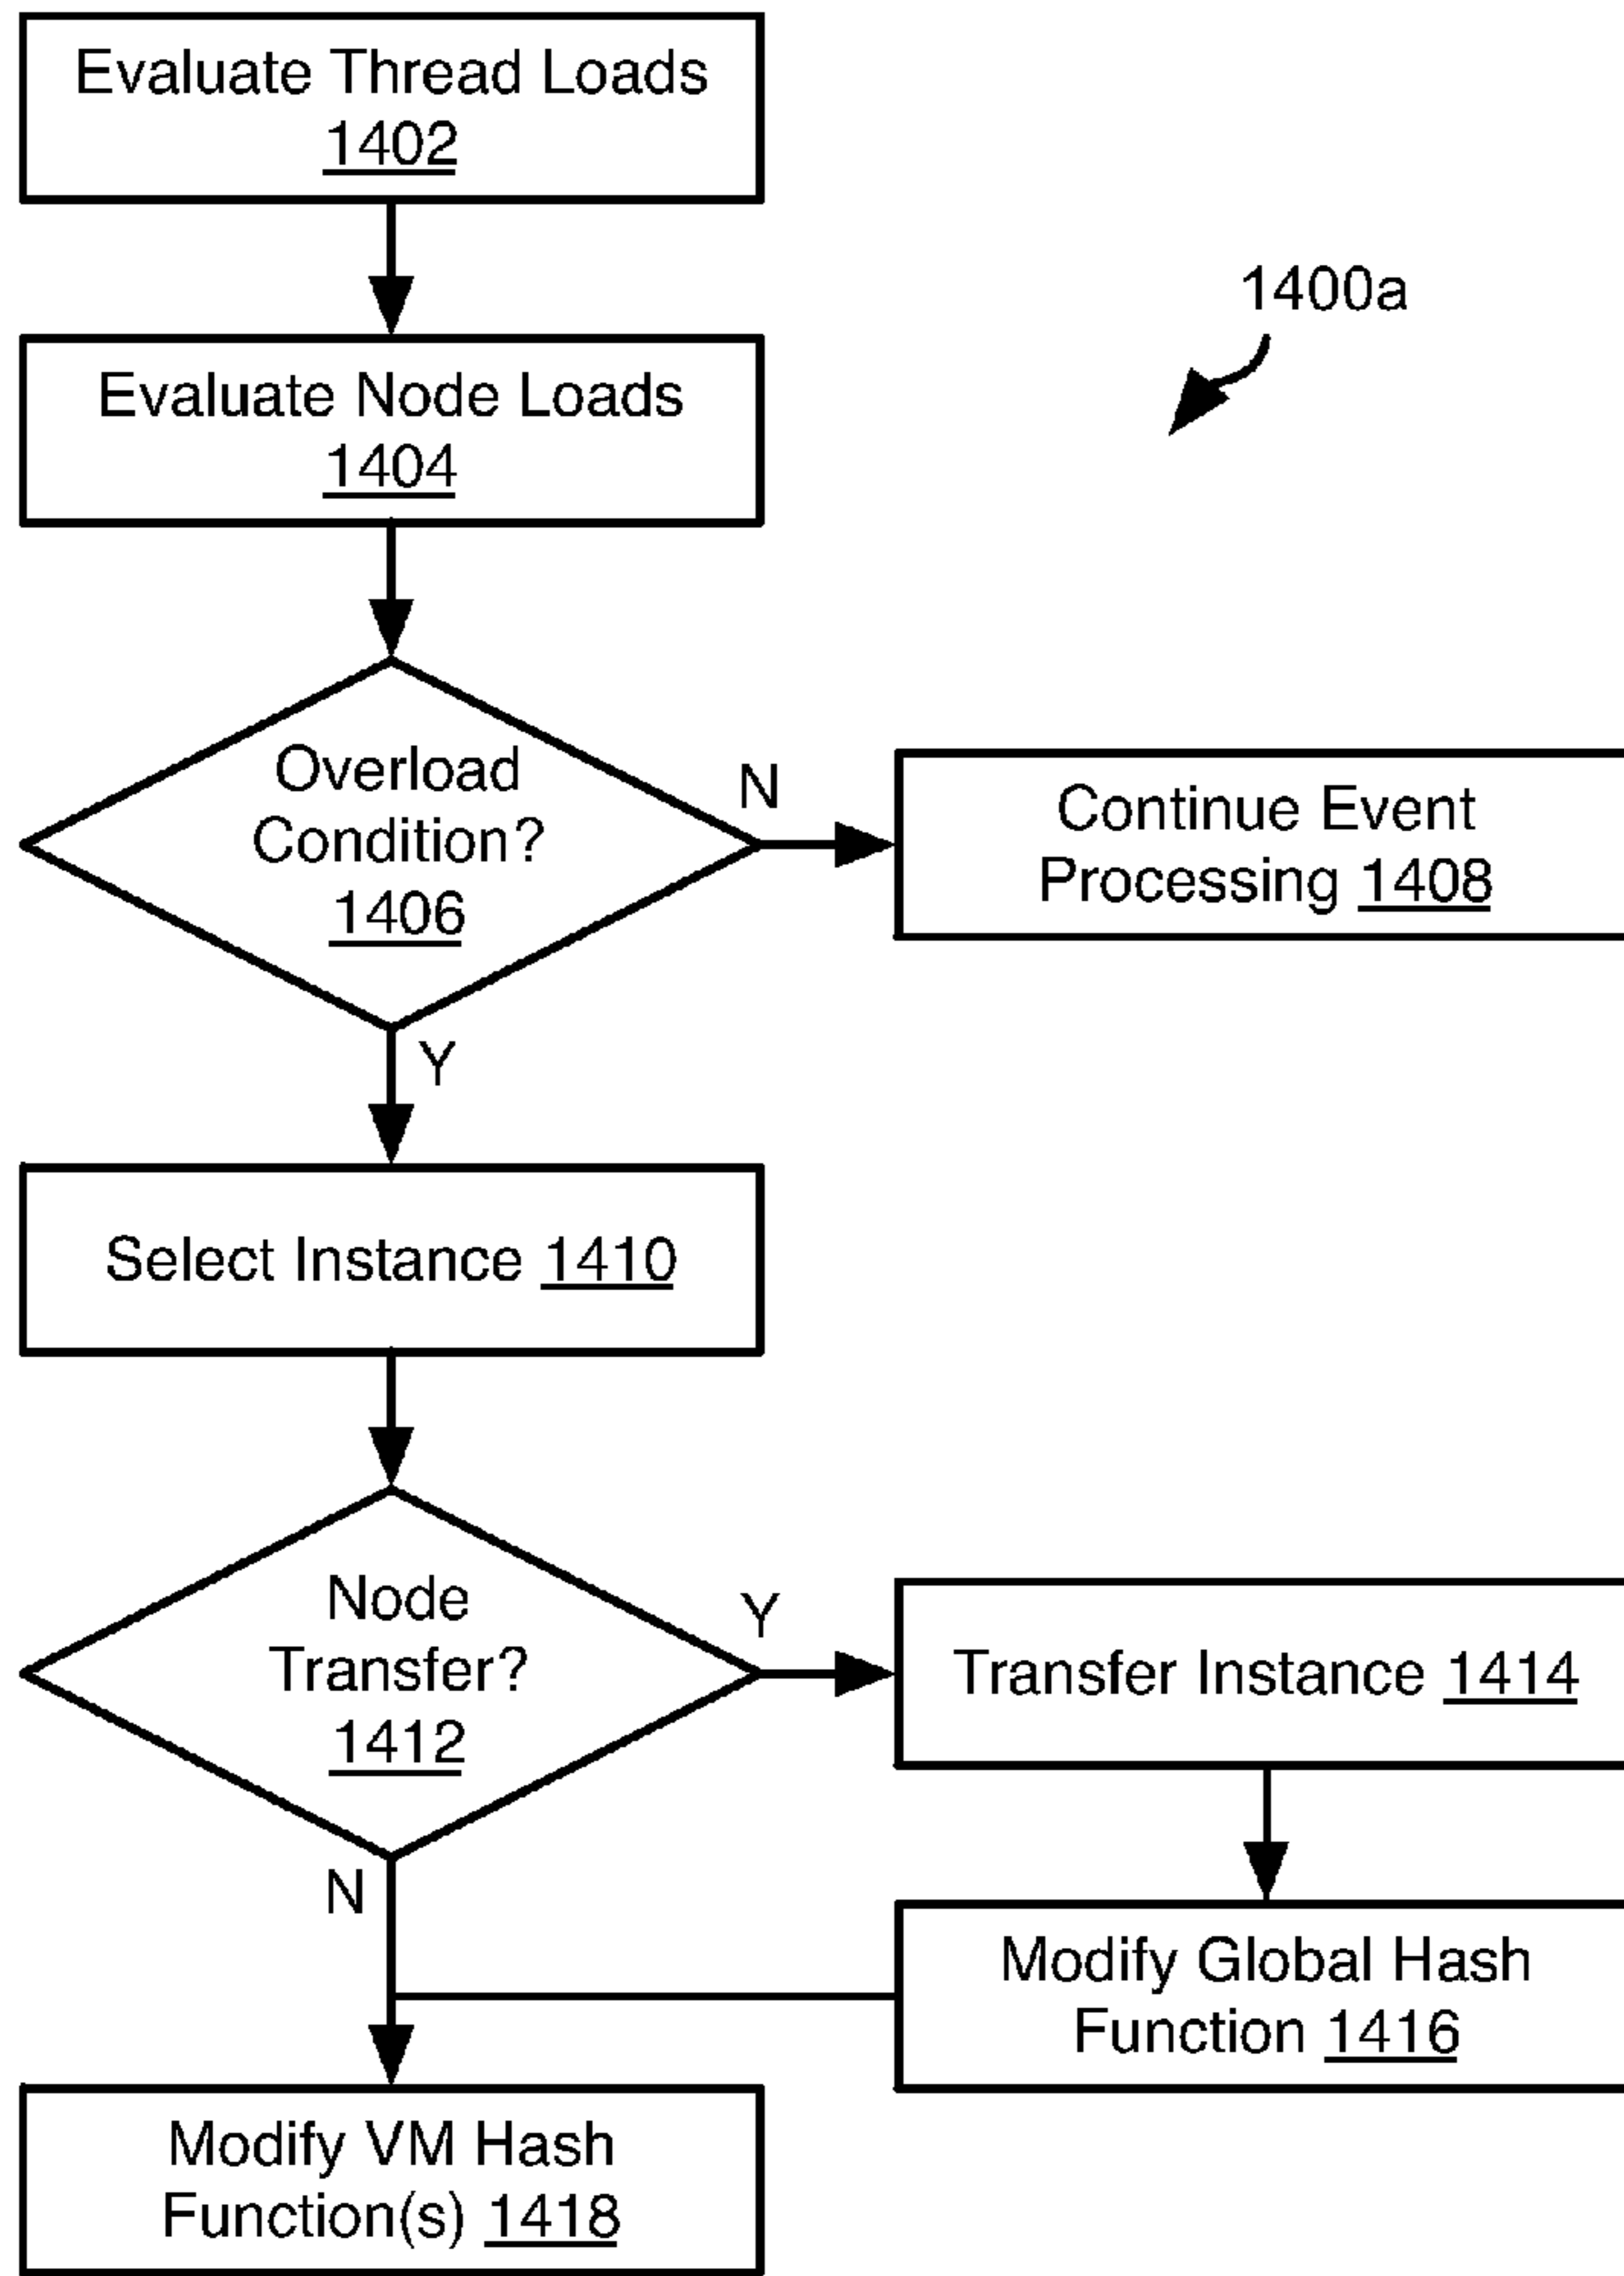 Evaluate Thread Loads
1402
1400a
Evaluate Node Loads
1404
Overload
Condition?
1406
N
Continue Event
Processing 1408
Y
Select Instance 1410
Node
Transfer?
1412
Y
Transfer Instance 1414
N
Modify Global Hash
Function 1416
Modify VM Hash
Function(s) 1418